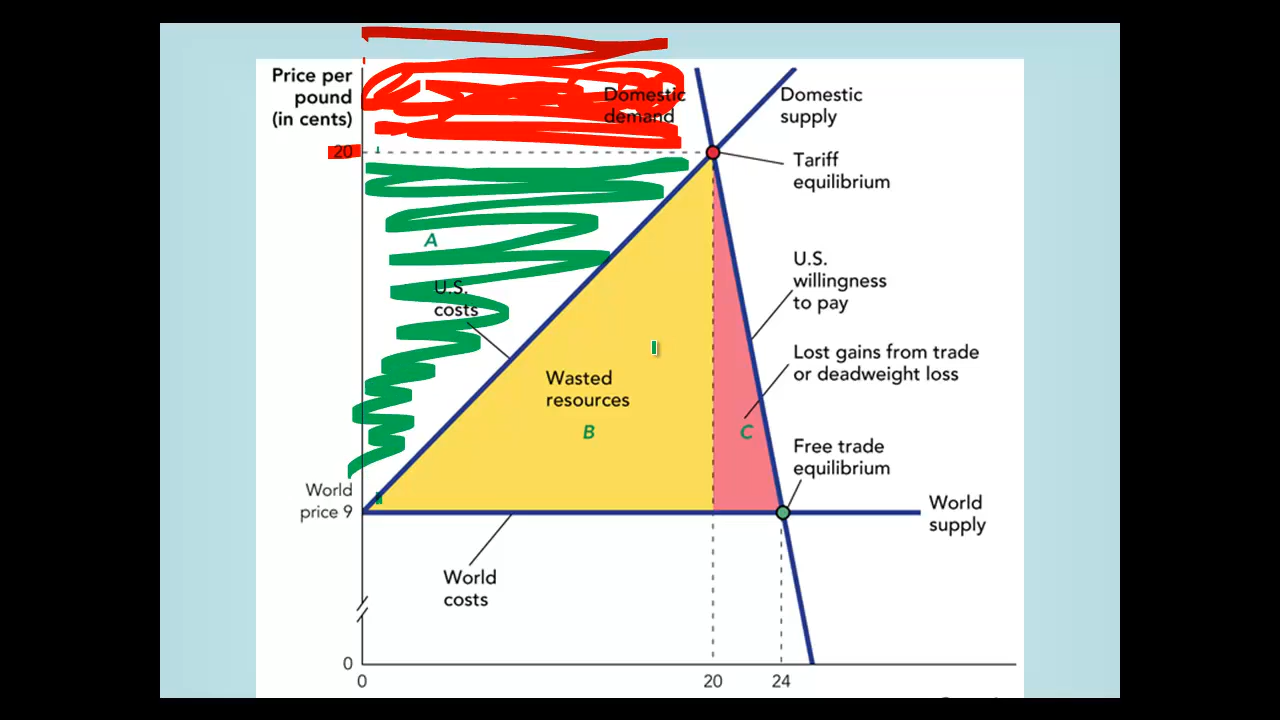 Price per
pound
(in cents)
Domestic
demand
Domestic
supply
20
Tariff
equilibrium
A
U.S.
costs
U.S.
willingness
to pay
Wasted
resources
B
Lost gains from trade
or deadweight loss
C
Free trade
equilibrium
World
price 9
World
supply
World
costs
0
0
20
24